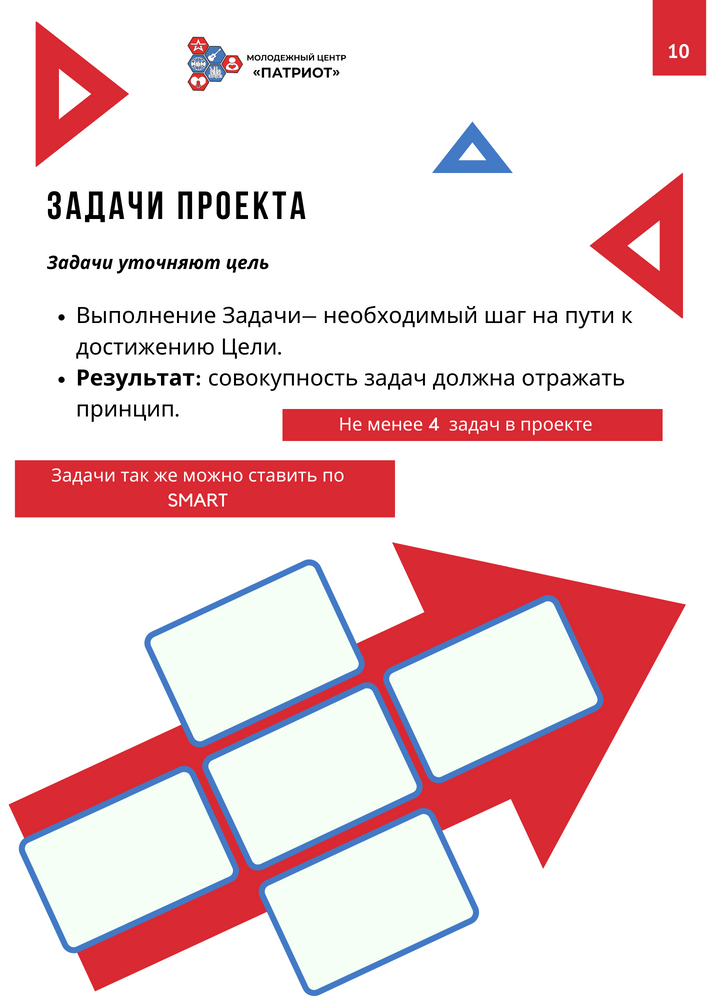 МОЛОДЕЖНЫЙ ЦЕНТР
«ПАТРИОТ»
10
ЗАДАЧИ ПРОЕКТА
Задачи уточняют цель
• Выполнение Задачи— необходимый шаг на пути к
достижению Цели.
• Результат: совокупность задач должна отражать
принцип.
Не менее 4 задач в проекте
Задачи так же можно ставить по
SMART